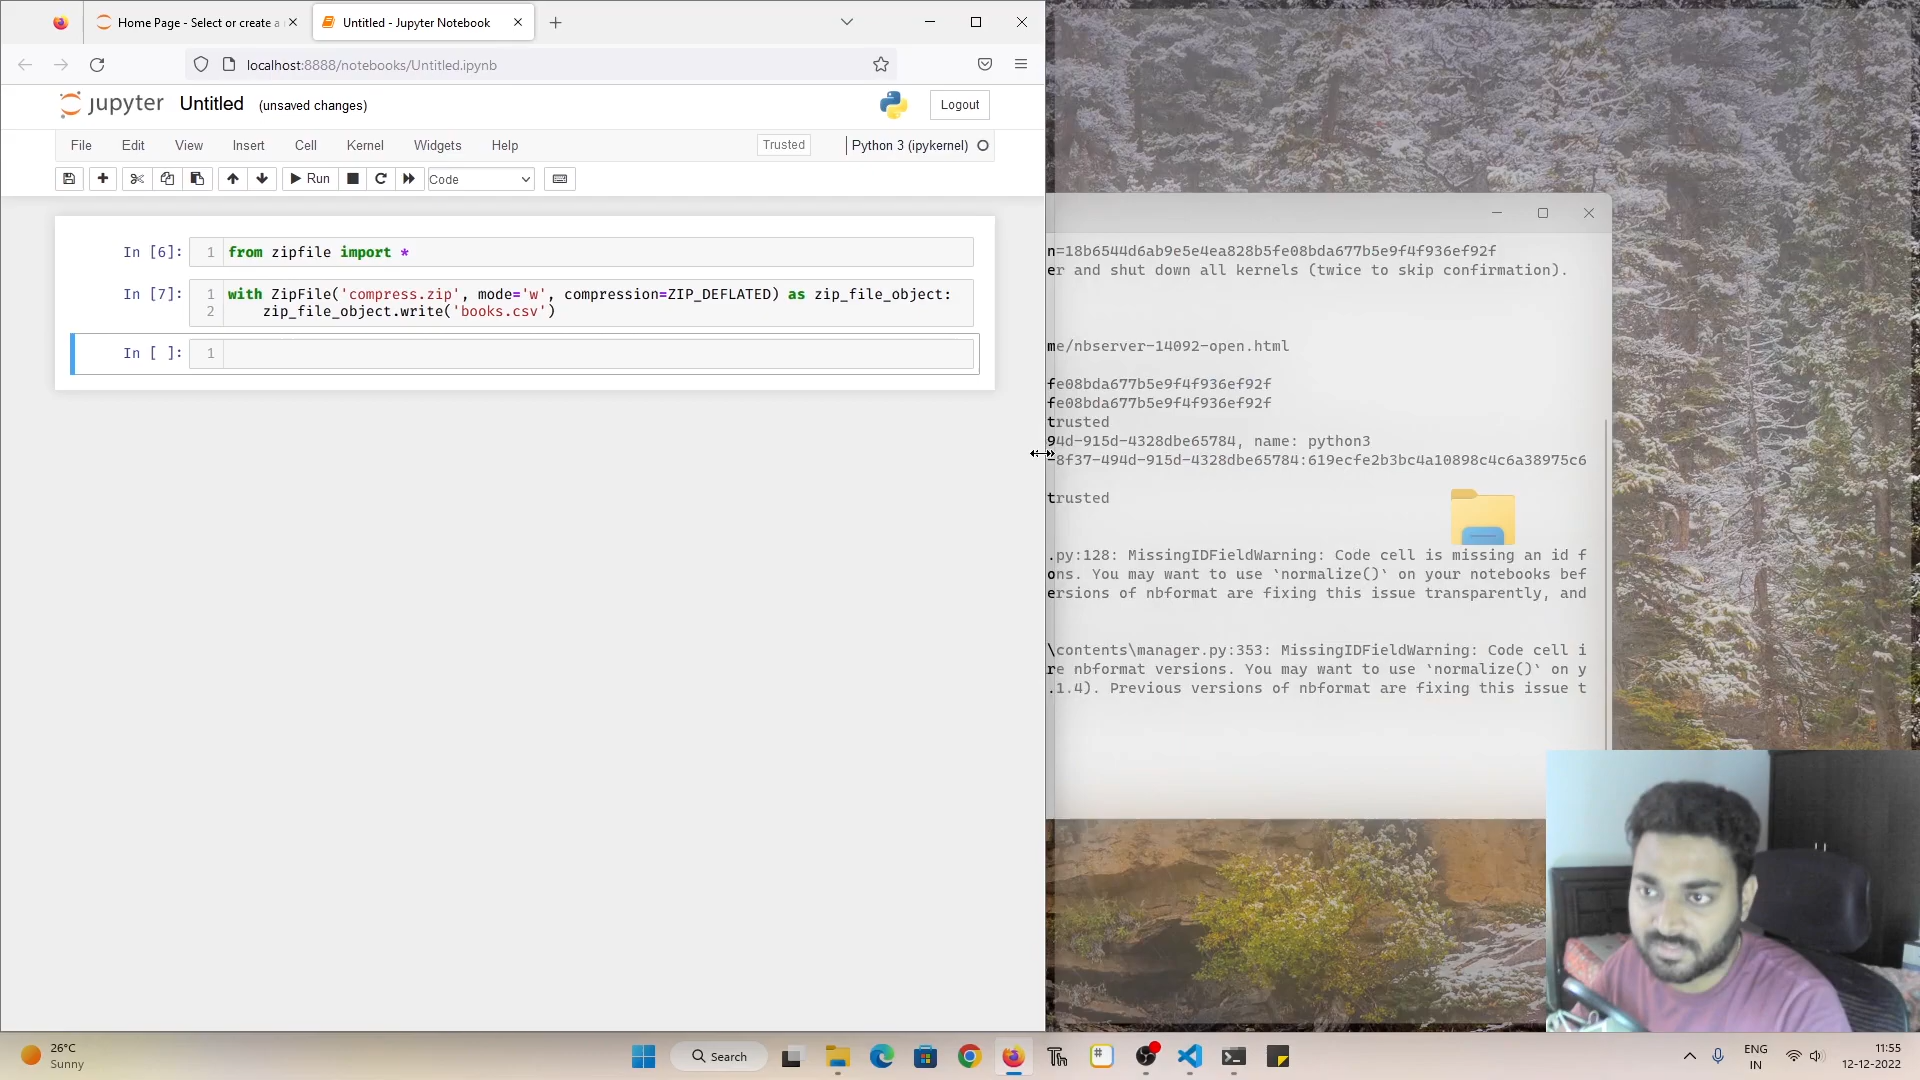 Home Page - Select or create a
Untitled - Jupyter Notebook
localhost:8888/notebooks/Untitled.ipynb
jupyter Untitled (unsaved changes)
Logout
File Edit View Insert Cell Kernel Widgets Help
Trusted
Python 3 (ipykernel)
Run
Code
In [6]:
1 from zipfile import *
In [7]:
1 with ZipFile('compress.zip', mode='w', compression=ZIP_DEFLATED) as zip_file_object:
2     zip_file_object.write('books.csv')
In [ ]:
1
n=18b6544d6ab9e5e4ea828b5fe08bda677b5e9f4f936ef92f
er and shut down all kernels (twice to skip confirmation).
me/nbserver-14092-open.html
fe08bda677b5e9f4f936ef92f
fe08bda677b5e9f4f936ef92f
trusted
94d-915d-4328dbe65784, name: python3
-8f37-494d-915d-4328dbe65784:619ecfe2b3bc4a10898c4c6a38975c6
trusted
.py:128: MissingIDFieldWarning: Code cell is missing an id f
ons. You may want to use `normalize()` on your notebooks bef
ersions of nbformat are fixing this issue transparently, and
\contents\manager.py:353: MissingIDFieldWarning: Code cell i
re nbformat versions. You may want to use `normalize()` on y
.1.4). Previous versions of nbformat are fixing this issue t
26°C
Sunny
Search
ENG
IN
11:55
12-12-2022